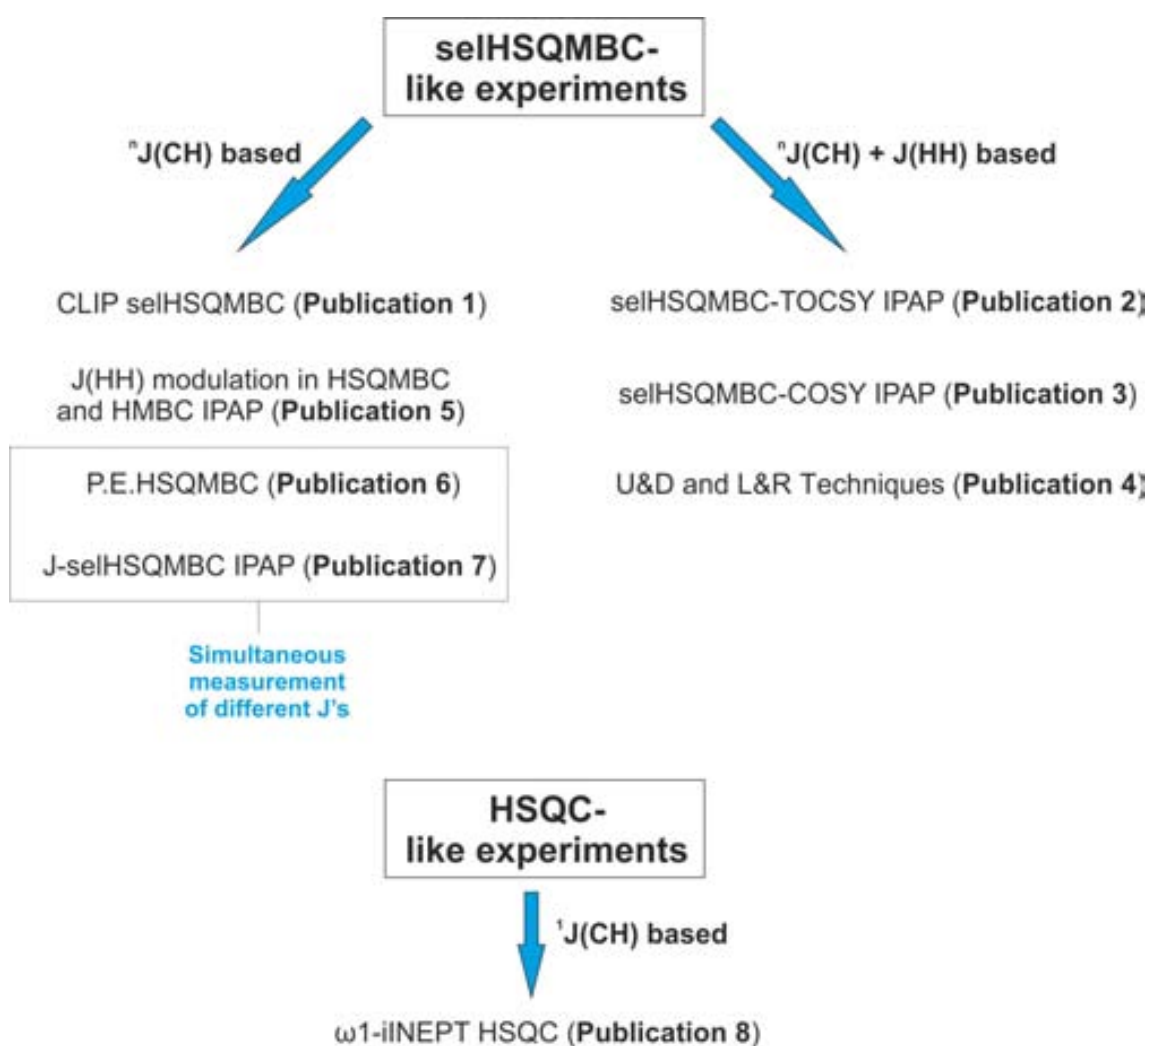 selHSQMBC-
like experiments
ⁿJ(CH) based
ⁿJ(CH) + J(HH) based
CLIP selHSQMBC (Publication 1)
J(HH) modulation in HSQMBC
and HMBC IPAP (Publication 5)
P.E.HSQMBC (Publication 6)
J-selHSQMBC IPAP (Publication 7)
Simultaneous
measurement
of different J's
selHSQMBC-TOCSY IPAP (Publication 2)
selHSQMBC-COSY IPAP (Publication 3)
U&D and L&R Techniques (Publication 4)
HSQC-
like experiments
¹J(CH) based
ω1-iINEPT HSQC (Publication 8)